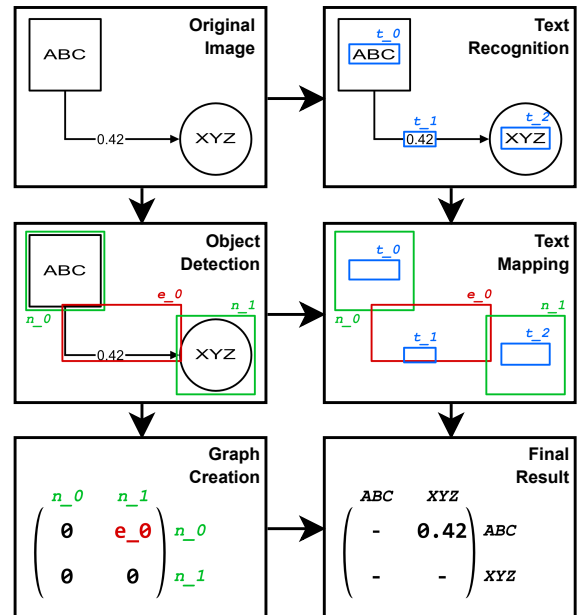 Original
Image
ABC
0.42
XYZ
Text
Recognition
t_0
ABC
t_1
0.42
t_2
XYZ
Object
Detection
ABC
e_0
n_0
n_1
0.42
XYZ
Text
Mapping
t_0
e_0
n_0
n_1
t_1
t_2
Graph
Creation
n_0 n_1
0 e_0 n_0
0 0 n_1
Final
Result
ABC XYZ
- 0.42 ABC
- - XYZ